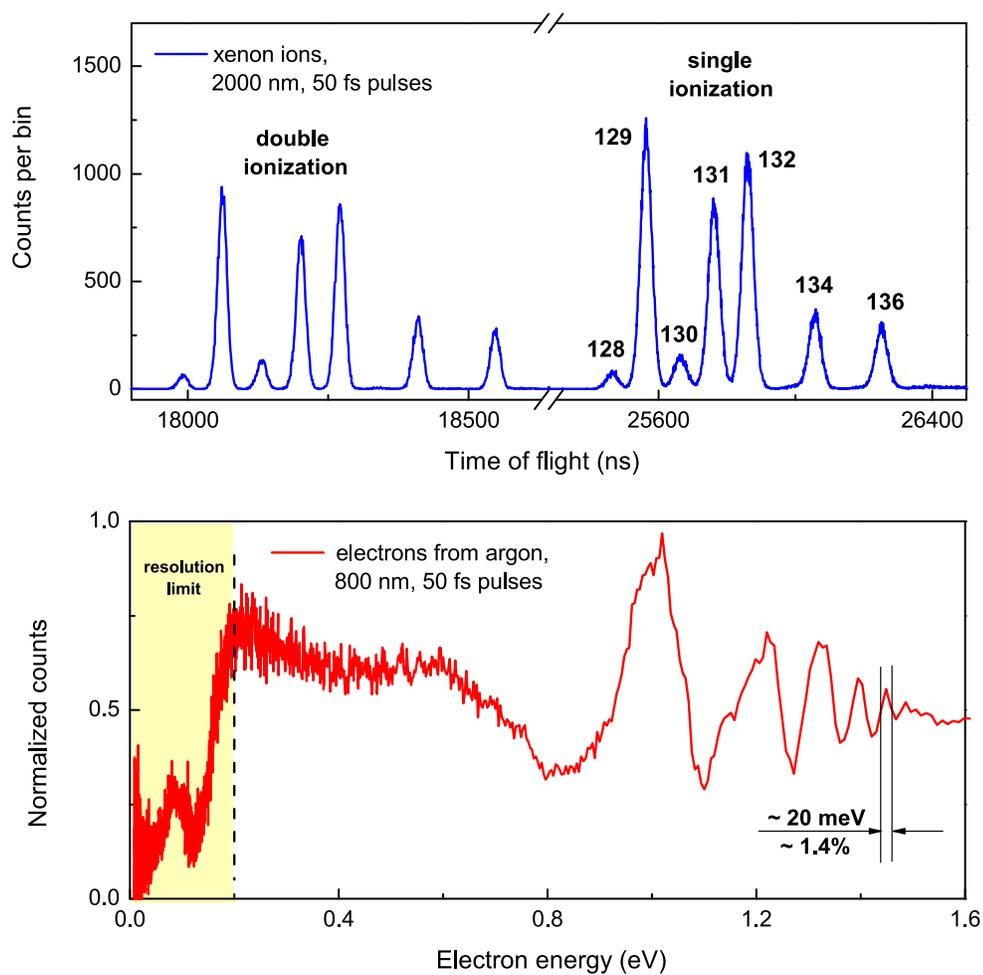 xenon ions,
2000 nm, 50 fs pulses
double
ionization
single
ionization
129
131
132
128
130
134
136
1500
1000
500
0
Counts per bin
18000
18500
25600
26400
Time of flight (ns)
resolution
limit
electrons from argon,
800 nm, 50 fs pulses
~ 20 meV
~ 1.4%
1.0
0.5
0.0
Normalized counts
0.0
0.4
0.8
1.2
1.6
Electron energy (eV)